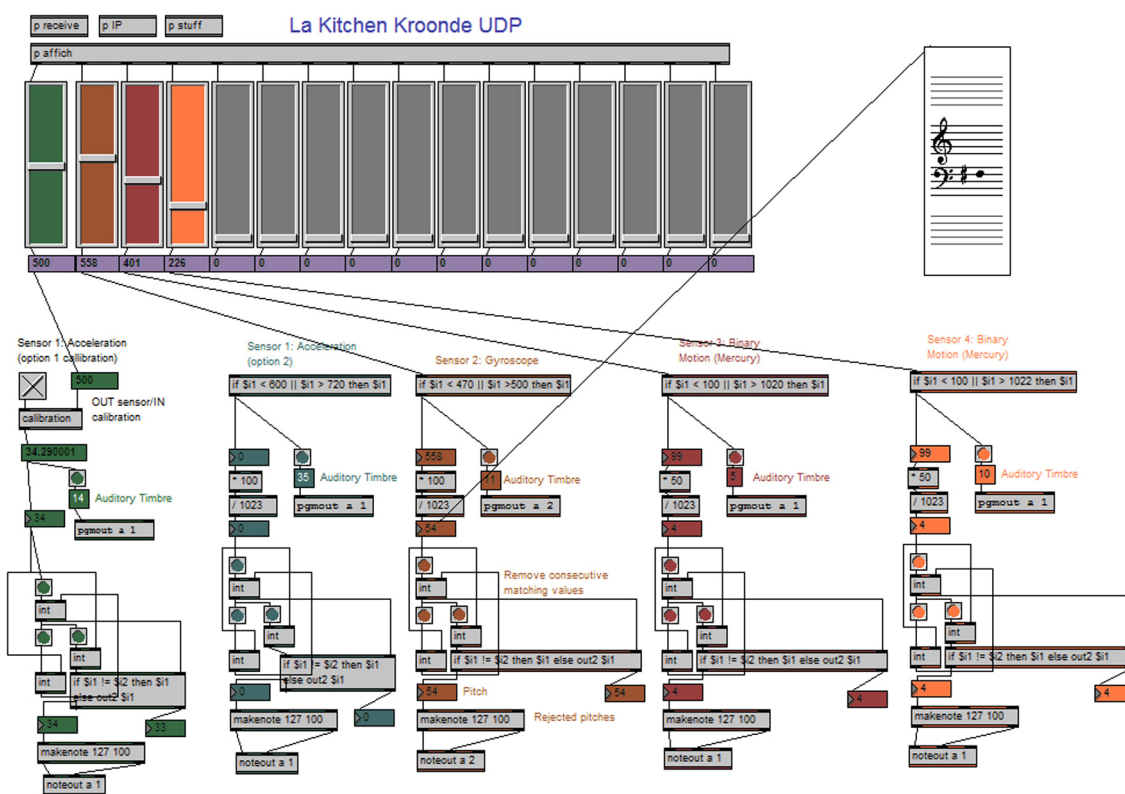 p receive p IP p stuff La Kitchen Kroonde UDP
p affich
500 558 401 226 0 0 0 0 0 0 0 0 0 0 0 0
Sensor 1: Acceleration
(option 1 callibration)
500
OUT sensor/IN
calibration
calibration
34.290001
14 Auditory Timbre
34
pgmout a 1
int
int
int
if $i1 != $i2 then $i1
else out2 $i1
34
33
makenote 127 100
noteout a 1
Sensor 1: Acceleration
(option 2)
if $i1 < 600 || $i1 > 720 then $i1
0
35 Auditory Timbre
* 100
/ 1023
pgmout a 1
0
int
int
int
if $i1 != $i2 then $i1
else out2 $i1
0
0
makenote 127 100
noteout a 1
Sensor 2: Gyroscope
if $i1 < 470 || $i1 >500 then $i1
558
11 Auditory Timbre
* 100
/ 1023
pgmout a 2
54
int
Remove consecutive
matching values
int
int
if $i1 != $i2 then $i1 else out2 $i1
54 Pitch
54
makenote 127 100
Rejected pitches
noteout a 2
Sensor 3: Binary
Motion (Mercury)
if $i1 < 100 || $i1 > 1020 then $i1
99
5 Auditory Timbre
* 50
/ 1023
pgmout a 1
4
int
int
int
if $i1 != $i2 then $i1 else out2 $i1
4
4
makenote 127 100
noteout a 1
Sensor 4: Binary
Motion (Mercury)
if $i1 < 100 || $i1 > 1022 then $i1
99
10 Auditory Timbre
* 50
/ 1023
pgmout a 1
4
int
int
int
if $i1 != $i2 then $i1 else out2 $i1
4
4
makenote 127 100
noteout a 1